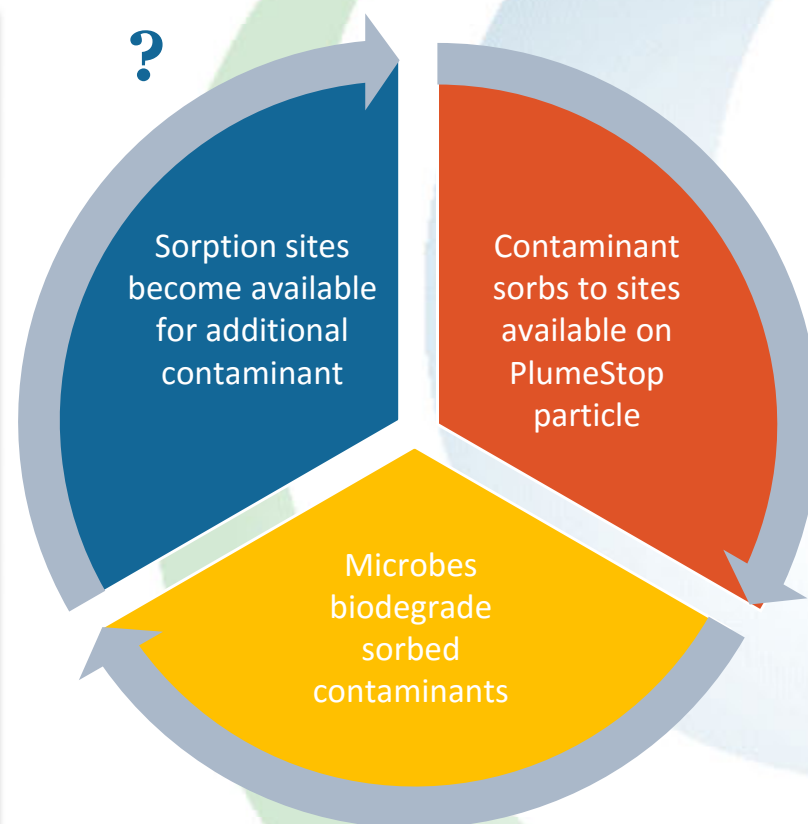 ?
Sorption sites
become available
for additional
contaminant
Contaminant
sorbs to sites
available on
PlumeStop
particle
Microbes
biodegrade
sorbed
contaminants